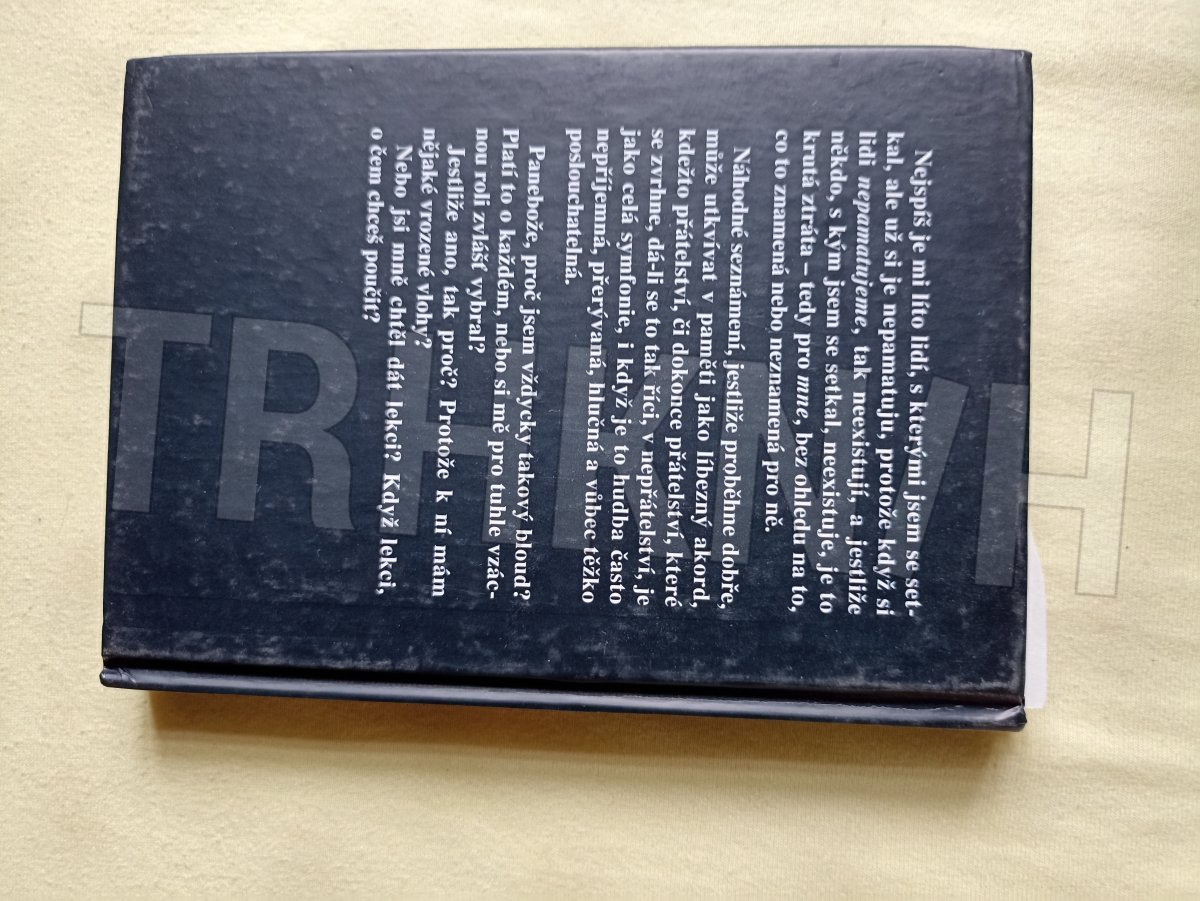 Nejspíš je mi líto lidí, s kterými jsem se set-
kal, ale už si je nepamatuju, protože když si
lidi nepamatujeme, tak neexistují, a jestliže
někdo, s kým jsem se setkal, neexistuje, je to
krutá ztráta – tedy pro mne, bez ohledu na to,
co to znamená nebo neznamená pro ně.
Náhodné seznámení, jestliže proběhne dobře,
může utkvívat v paměti jako líbezný akord,
kdežto přátelství, či dokonce přátelství, které
se zvrhne, dá-li se to tak říci, v nepřátelství, je
jako celá symfonie, i když je to hudba často
nepříjemná, přerývaná, hlučná a vůbec těžko
poslouchatelná.
Panebože, proč jsem vždycky takový bloud?
Platí to o každém, nebo si mě pro tuhle vzác-
nou roli zvlášť vybral?
Jestliže ano, tak proč? Protože k ní mám
nějaké vrozené vlohy?
Nebo jsi mně chtěl dát lekci? Když lekci,
o čem chceš poučit?
TRH KNIH